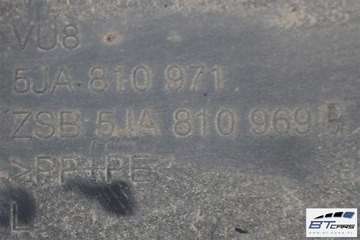 VU8
5JA 810 971
ZSB 5JA 810 969
>PP+PE<
L
BTCARS